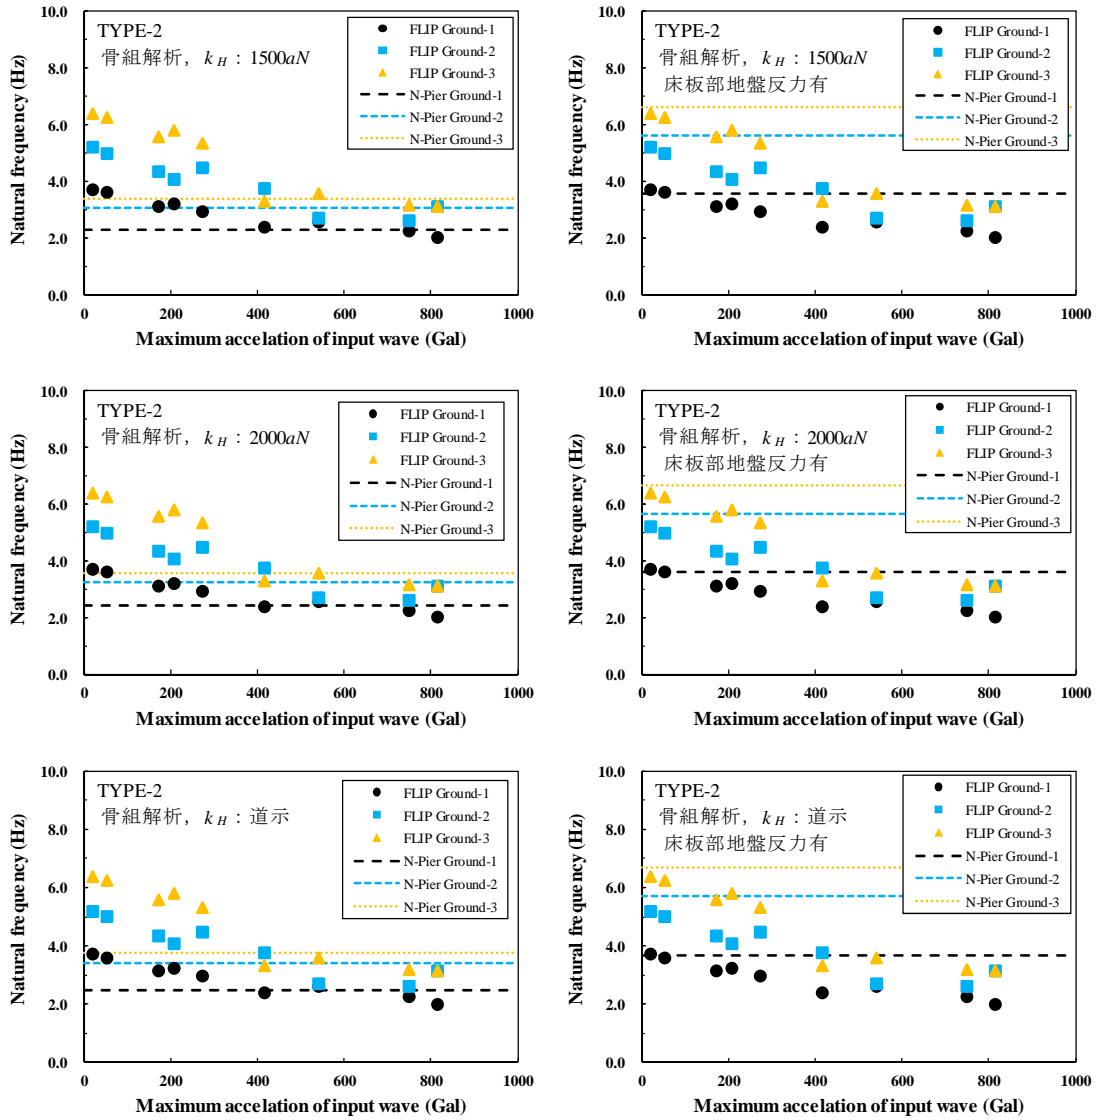 TYPE-2
骨組解析，kH：1500aN
FLIP Ground-1
FLIP Ground-2
FLIP Ground-3
N-Pier Ground-1
N-Pier Ground-2
N-Pier Ground-3
Natural frequency (Hz)
10.0
8.0
6.0
4.0
2.0
0.0
0 200 400 600 800 1000
Maximum accelation of input wave (Gal)
TYPE-2
骨組解析，kH：1500aN
床板部地盤反力有
FLIP Ground-1
FLIP Ground-2
FLIP Ground-3
N-Pier Ground-1
N-Pier Ground-2
N-Pier Ground-3
Natural frequency (Hz)
10.0
8.0
6.0
4.0
2.0
0.0
0 200 400 600 800 1000
Maximum accelation of input wave (Gal)
TYPE-2
骨組解析，kH：2000aN
FLIP Ground-1
FLIP Ground-2
FLIP Ground-3
N-Pier Ground-1
N-Pier Ground-2
N-Pier Ground-3
Natural frequency (Hz)
10.0
8.0
6.0
4.0
2.0
0.0
0 200 400 600 800 1000
Maximum accelation of input wave (Gal)
TYPE-2
骨組解析，kH：2000aN
床板部地盤反力有
FLIP Ground-1
FLIP Ground-2
FLIP Ground-3
N-Pier Ground-1
N-Pier Ground-2
N-Pier Ground-3
Natural frequency (Hz)
10.0
8.0
6.0
4.0
2.0
0.0
0 200 400 600 800 1000
Maximum accelation of input wave (Gal)
TYPE-2
骨組解析，kH：道示
FLIP Ground-1
FLIP Ground-2
FLIP Ground-3
N-Pier Ground-1
N-Pier Ground-2
N-Pier Ground-3
Natural frequency (Hz)
10.0
8.0
6.0
4.0
2.0
0.0
0 200 400 600 800 1000
Maximum accelation of input wave (Gal)
TYPE-2
骨組解析，kH：道示
床板部地盤反力有
FLIP Ground-1
FLIP Ground-2
FLIP Ground-3
N-Pier Ground-1
N-Pier Ground-2
N-Pier Ground-3
Natural frequency (Hz)
10.0
8.0
6.0
4.0
2.0
0.0
0 200 400 600 800 1000
Maximum accelation of input wave (Gal)